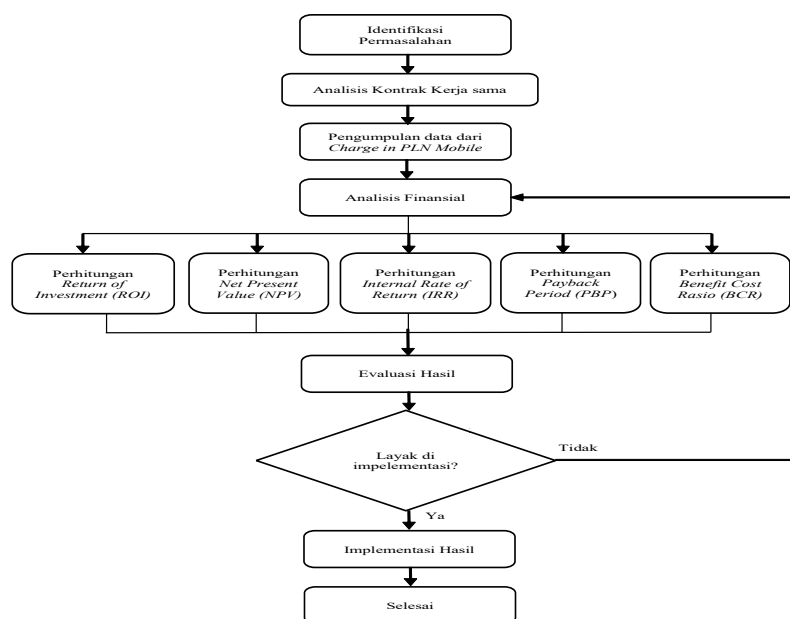 Identifikasi
Permasalahan
Analisis Kontrak Kerja sama
Pengumpulan data dari
Charge in PLN Mobile
Analisis Finansial
Perhitungan
Return of
Investment (ROI)
Perhitungan
Net Present
Value (NPV)
Perhitungan
Internal Rate of
Return (IRR)
Perhitungan
Payback
Period (PBP)
Perhitungan
Benefit Cost
Rasio (BCR)
Evaluasi Hasil
Layak di
impelementasi?
Tidak
Ya
Implementasi Hasil
Selesai